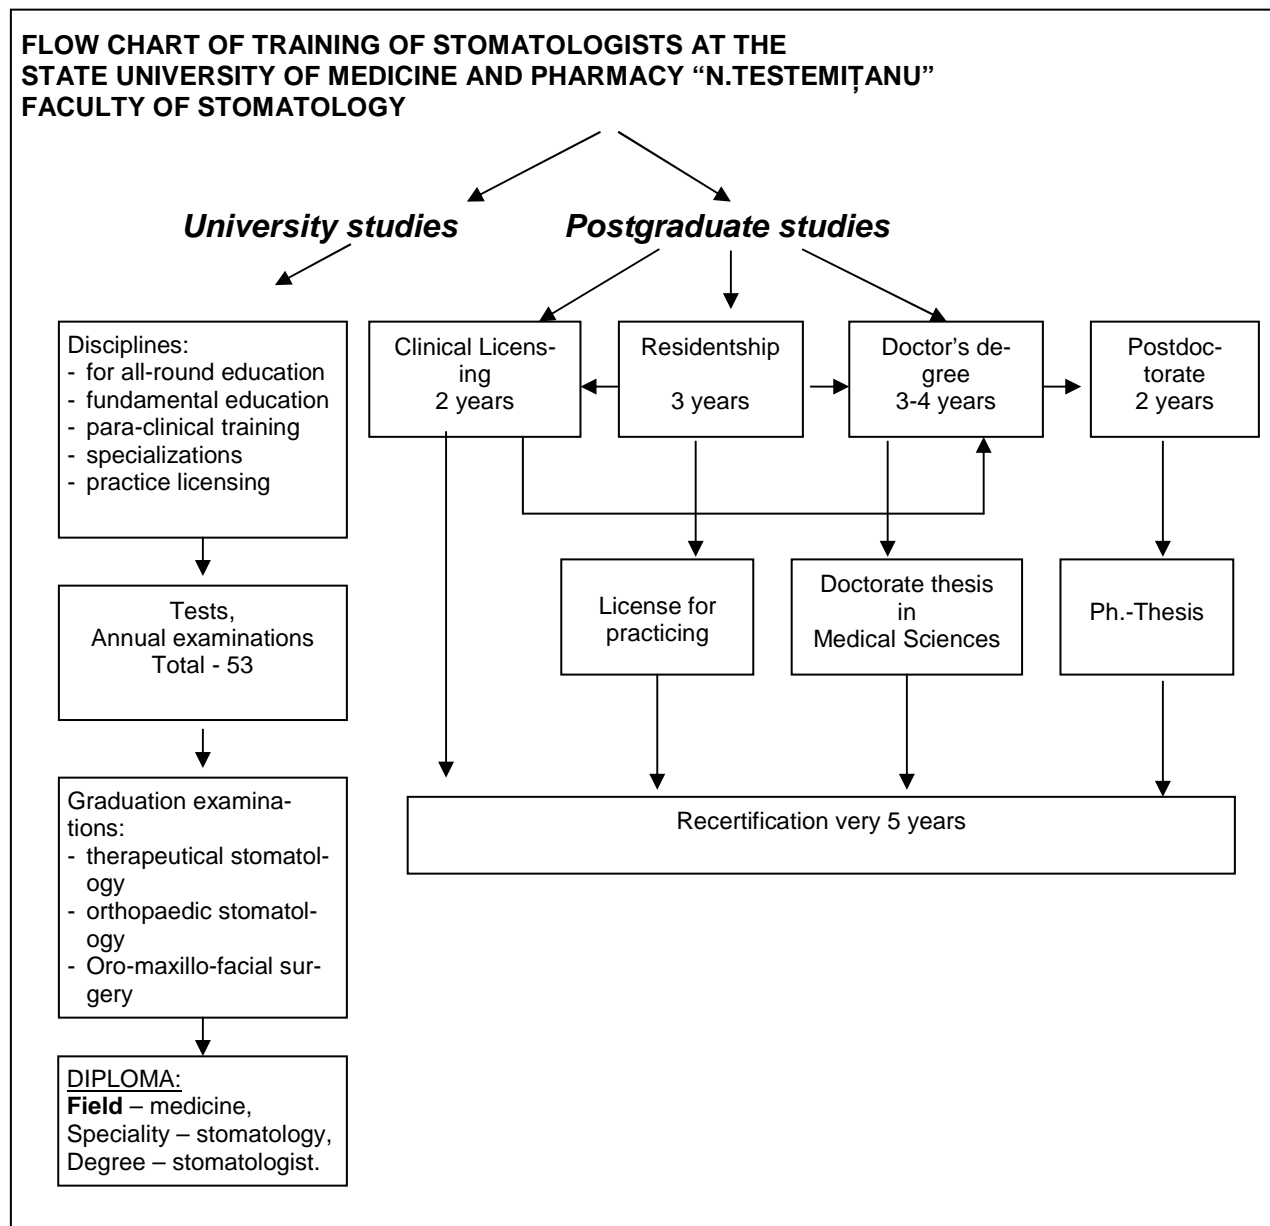 FLOW CHART OF TRAINING OF STOMATOLOGISTS AT THE
STATE UNIVERSITY OF MEDICINE AND PHARMACY “N.TESTEMIȚANU”
FACULTY OF STOMATOLOGY
University studies
Postgraduate studies
Disciplines:
- for all-round education
- fundamental education
- para-clinical training
- specializations
- practice licensing
Clinical Licens-
ing
2 years
Residentship
3 years
Doctor’s de-
gree
3-4 years
Postdoc-
torate
2 years
Tests,
Annual examinations
Total - 53
License for
practicing
Doctorate thesis
in
Medical Sciences
Ph.-Thesis
Graduation examina-
tions:
- therapeutical stomatol-
ogy
- orthopaedic stomatol-
ogy
- Oro-maxillo-facial sur-
gery
Recertification very 5 years
DIPLOMA:
Field – medicine,
Speciality – stomatology,
Degree – stomatologist.